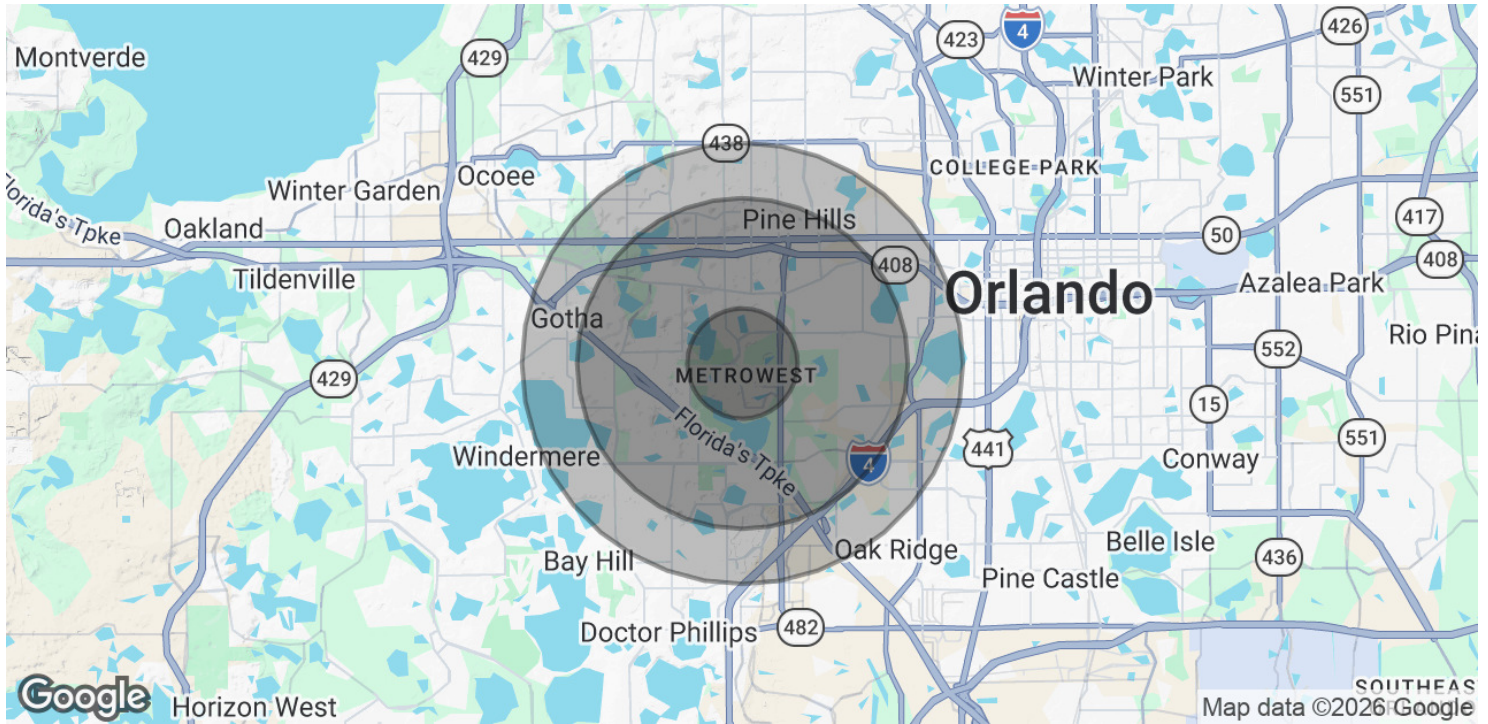 Montverde
429
423
4
426
Winter Park
551
438
COLLEGE PARK
Ocoee
Winter Garden
Florida's Tpke
Oakland
Pine Hills
417
50
408
408
Tildenville
Orlando
Azalea Park
Gotha
Rio Pina
552
METROWEST
429
15
Florida's Tpke
551
441
Windermere
4
Conway
Bay Hill
Oak Ridge
Belle Isle
436
Pine Castle
Doctor Phillips
482
SOUTHEAS
Google
Horizon West
Map data ©2026 Google